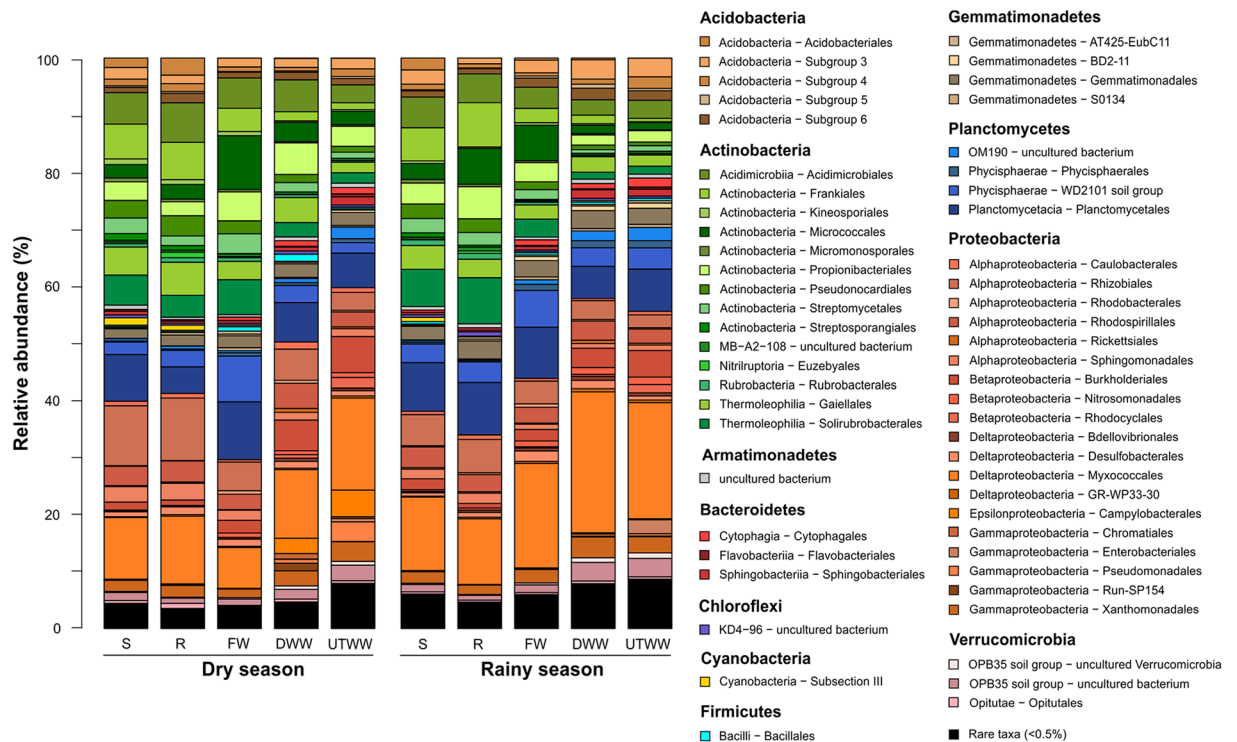 Relative abundance (%)
100
80
60
40
20
0
S R FW DWW UTWW S R FW DWW UTWW
Dry season Rainy season
Acidobacteria
Acidobacteria − Acidobacteriales
Acidobacteria − Subgroup 3
Acidobacteria − Subgroup 4
Acidobacteria − Subgroup 5
Acidobacteria − Subgroup 6
Actinobacteria
Acidimicrobiia − Acidimicrobiales
Actinobacteria − Frankiales
Actinobacteria − Kineosporiales
Actinobacteria − Micrococcales
Actinobacteria − Micromonosporales
Actinobacteria − Propionibacteriales
Actinobacteria − Pseudonocardiales
Actinobacteria − Streptomycetales
Actinobacteria − Streptosporangiales
MB−A2−108 − uncultured bacterium
Nitriliruptoria − Euzebyales
Rubrobacteria − Rubrobacterales
Thermoleophilia − Gaiellales
Thermoleophilia − Solirubrobacterales
Armatimonadetes
uncultured bacterium
Bacteroidetes
Cytophagia − Cytophagales
Flavobacteriia − Flavobacteriales
Sphingobacteriia − Sphingobacteriales
Chloroflexi
KD4−96 − uncultured bacterium
Cyanobacteria
Cyanobacteria − Subsection III
Firmicutes
Bacilli − Bacillales
Gemmatimonadetes
Gemmatimonadetes − AT425-EubC11
Gemmatimonadetes − BD2-11
Gemmatimonadetes − Gemmatimonadales
Gemmatimonadetes − S0134
Planctomycetes
OM190 − uncultured bacterium
Phycisphaerae − Phycisphaerales
Phycisphaerae − WD2101 soil group
Planctomycetacia − Planctomycetales
Proteobacteria
Alphaproteobacteria − Caulobacterales
Alphaproteobacteria − Rhizobiales
Alphaproteobacteria − Rhodobacterales
Alphaproteobacteria − Rhodospirillales
Alphaproteobacteria − Rickettsiales
Alphaproteobacteria − Sphingomonadales
Betaproteobacteria − Burkholderiales
Betaproteobacteria − Nitrosomonadales
Betaproteobacteria − Rhodocyclales
Deltaproteobacteria − Bdellovibrionales
Deltaproteobacteria − Desulfobacterales
Deltaproteobacteria − Myxococcales
Deltaproteobacteria − GR-WP33-30
Epsilonproteobacteria − Campylobacterales
Gammaproteobacteria − Chromatiales
Gammaproteobacteria − Enterobacteriales
Gammaproteobacteria − Pseudomonadales
Gammaproteobacteria − Run-SP154
Gammaproteobacteria − Xanthomonadales
Verrucomicrobia
OPB35 soil group − uncultured Verrucomicrobia
OPB35 soil group − uncultured bacterium
Opitutae − Opitutales
Rare taxa (<0.5%)